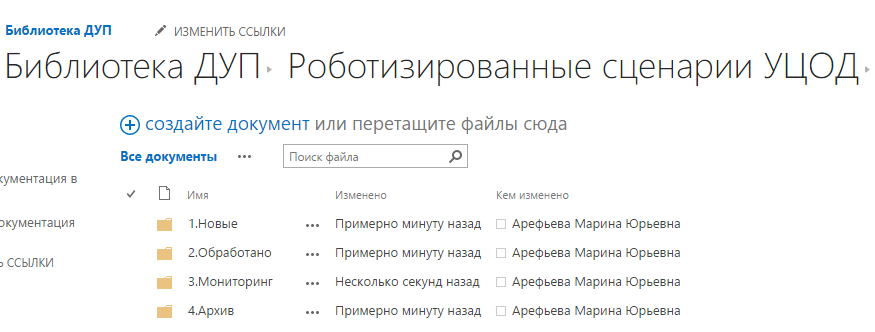 Библиотека ДУП ИЗМЕНИТЬ ССЫЛКИ
Библиотека ДУП Роботизированные сценарии УЦОД
создайте документ или перетащите файлы сюда
Все документы ••• Поиск файла
кументация в
Имя Изменено Кем изменено
1.Новые ••• Примерно минуту назад Арефьева Марина Юрьевна
окументация
2.Обработано ••• Примерно минуту назад Арефьева Марина Юрьевна
Ь ССЫЛКИ
3.Мониторинг ••• Несколько секунд назад Арефьева Марина Юрьевна
4.Архив ••• Примерно минуту назад Арефьева Марина Юрьевна